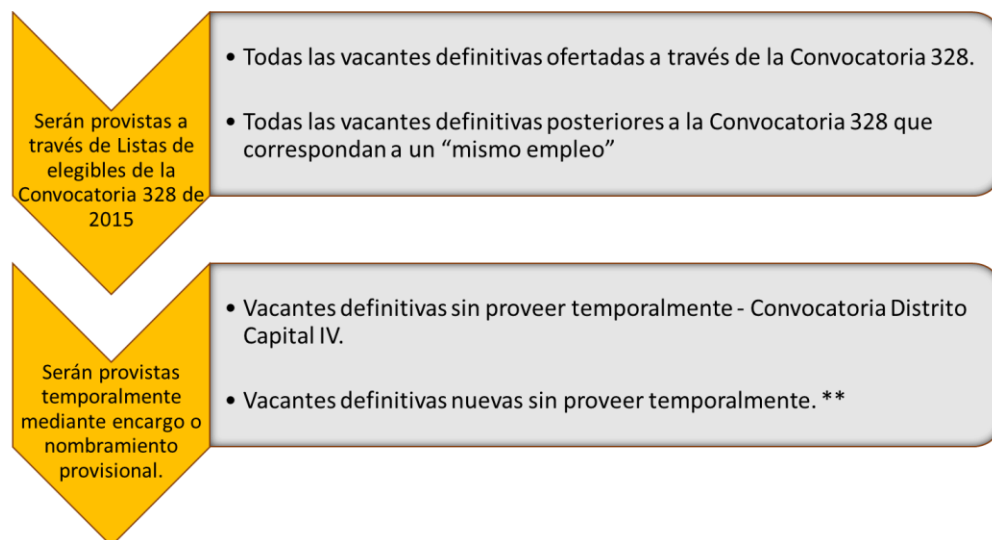 Serán provistas a
través de Listas de
elegibles de la
Convocatoria 328 de
2015
• Todas las vacantes definitivas ofertadas a través de la Convocatoria 328.
• Todas las vacantes definitivas posteriores a la Convocatoria 328 que
correspondan a un “mismo empleo”
Serán provistas
temporalmente
mediante encargo o
nombramiento
provisional.
• Vacantes definitivas sin proveer temporalmente - Convocatoria Distrito
Capital IV.
• Vacantes definitivas nuevas sin proveer temporalmente. **